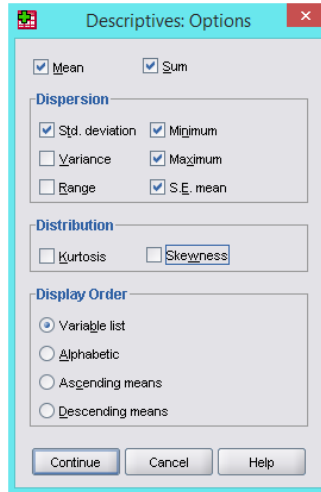 Descriptives: Options
Mean Sum
Dispersion
Std. deviation Minimum
Variance Maximum
Range S.E. mean
Distribution
Kurtosis Skewness
Display Order
Variable list
Alphabetic
Ascending means
Descending means
Continue Cancel Help